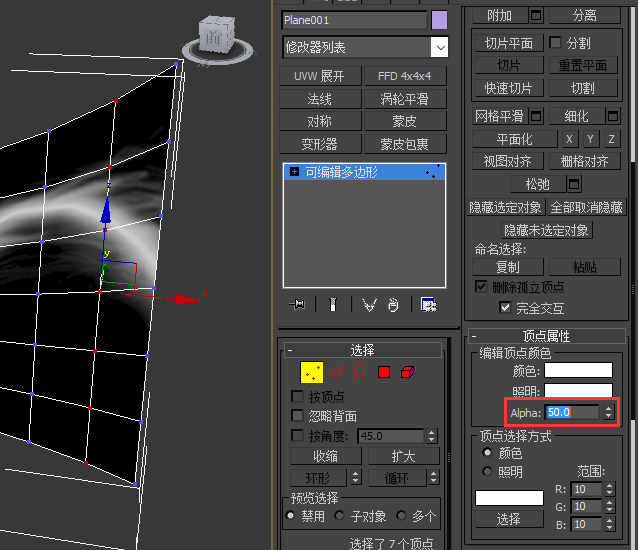 Plane001
修改器列表
UVW 展开
FFD 4x4x4
法线
涡轮平滑
对称
蒙皮
变形器
蒙皮包裹
可编辑多边形
选择
按顶点
忽略背面
按角度: 45.0
收缩
扩大
环形
循环
预览选择
禁用
子对象
多个
选择了 7 个顶点
附加
分离
切片平面
分割
切片
重置平面
快速切片
切割
网格平滑
细化
平面化
X
Y
Z
视图对齐
栅格对齐
松弛
隐藏选定对象
全部取消隐藏
隐藏未选定对象
命名选择:
复制
粘贴
删除孤立顶点
完全交互
顶点属性
编辑顶点颜色
颜色:
照明:
Alpha: 50.0
顶点选择方式
颜色
照明
范围:
R: 10
G: 10
B: 10
选择
y
x